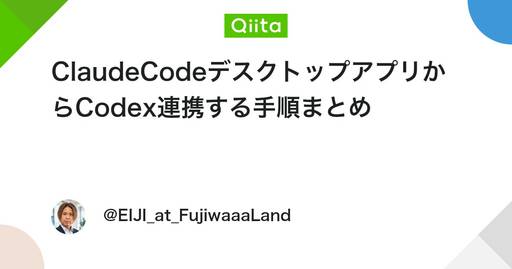 Qiita
ClaudeCodeデスクトップアプリか
らCodex連携する手順まとめ
@EIJI_at_FujiwaaaLand